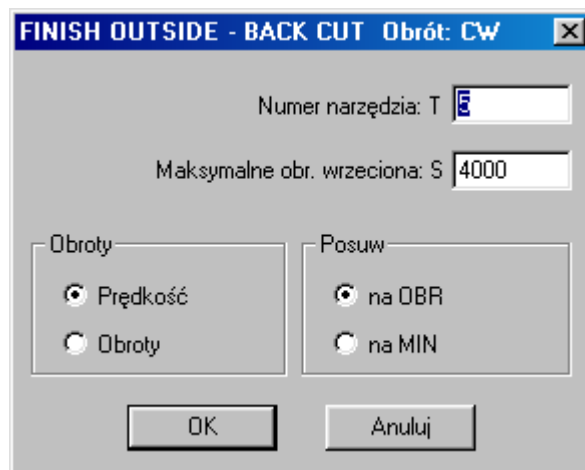 FINISH OUTSIDE - BACK CUT Obrót: CW
Numer narzędzia: T 5
Maksymalne obr. wrzeciona: S 4000
Obroty Posuw
Prędkość na OBR
Obroty na MIN
OK Anuluj